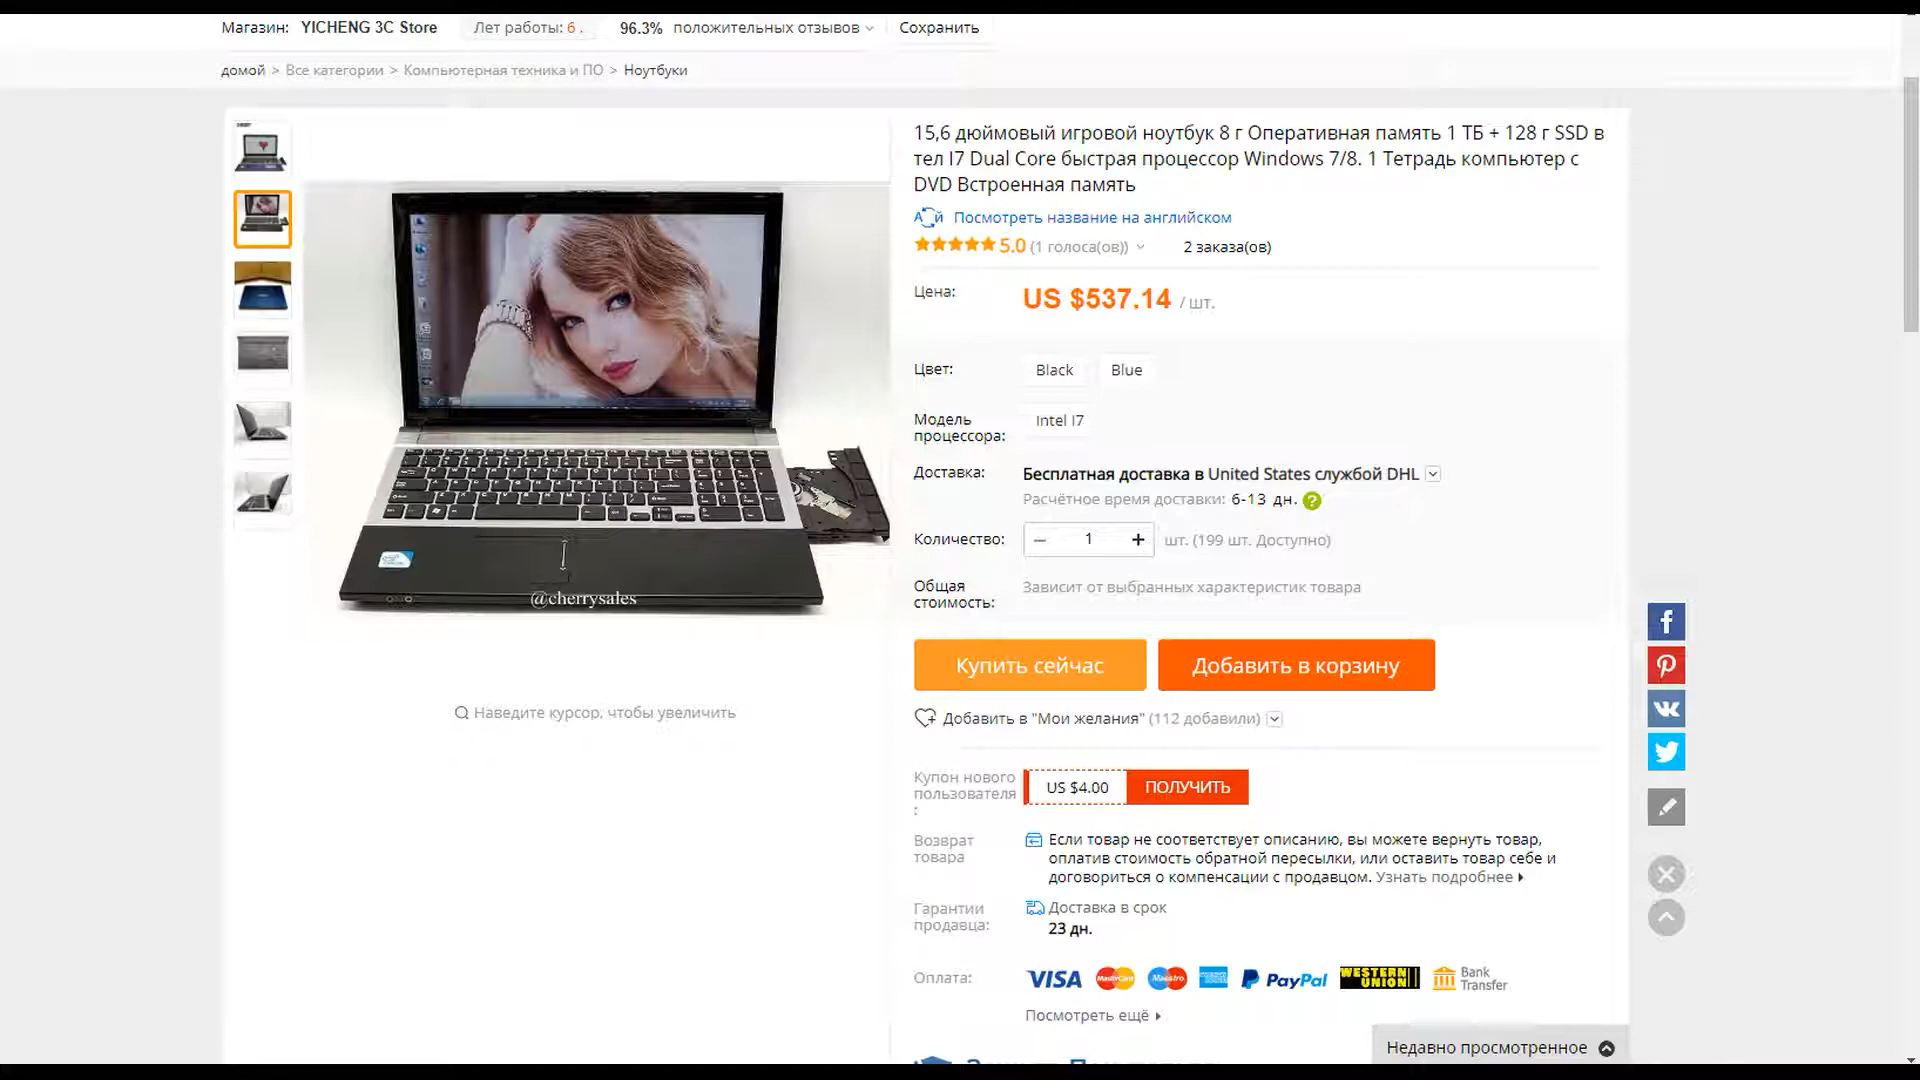 Магазин: YICHENG 3C Store Лет работы: 6 . 96.3% положительных отзывов Сохранить
домой > Все категории > Компьютерная техника и ПО > Ноутбуки
15,6 дюймовый игровой ноутбук 8 г Оперативная память 1 ТБ + 128 г SSD в
тел I7 Dual Core быстрая процессор Windows 7/8. 1 Тетрадь компьютер с
DVD Встроенная память
Посмотреть название на английском
5.0 (1 голоса(ов)) 2 заказа(ов)
Цена: US $537.14 / шт.
Цвет: Black Blue
Модель
процессора: Intel I7
Доставка: Бесплатная доставка в United States службой DHL
Расчётное время доставки: 6-13 дн. ?
Количество: – 1 + шт. (199 шт. Доступно)
Общая
стоимость: Зависит от выбранных характеристик товара
@cherrysales
Купить сейчас Добавить в корзину
Наведите курсор, чтобы увеличить
Добавить в "Мои желания" (112 добавили)
Купон нового
пользователя
: US $4.00 ПОЛУЧИТЬ
Возврат
товара
Если товар не соответствует описанию, вы можете вернуть товар,
оплатив стоимость обратной пересылки, или оставить товар себе и
договориться о компенсации с продавцом. Узнать подробнее
Гарантии
продавца:
Доставка в срок
23 дн.
Оплата: VISA MasterCard Maestro PayPal WESTERN UNION Bank Transfer
Посмотреть ещё
Недавно просмотренное